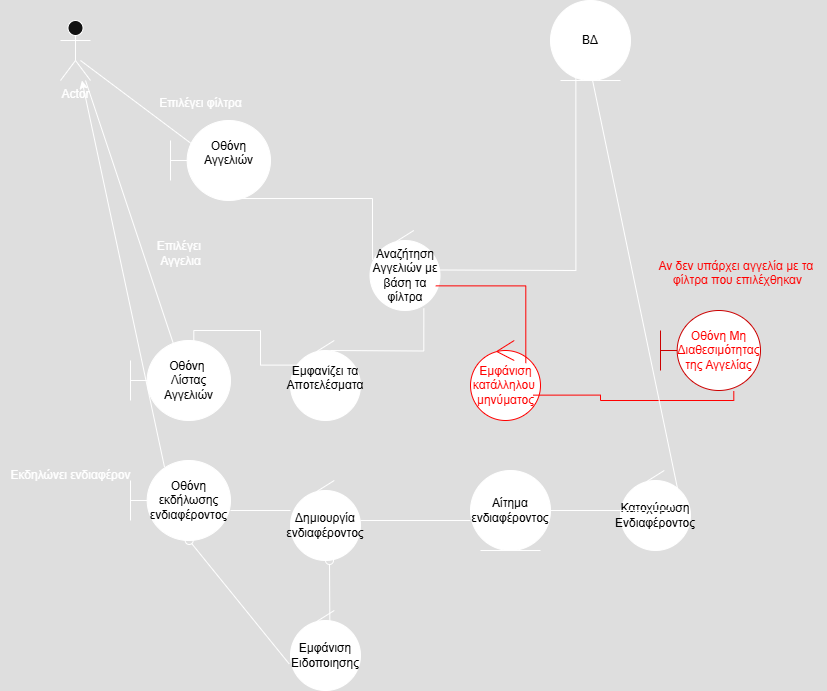 ΒΔ
Actor
Επιλέγει φίλτρα
Οθόνη
Αγγελιών
Επιλέγει
Αγγελια
Αναζήτηση
Αγγελιών με
βάση τα
φίλτρα
Αν δεν υπάρχει αγγελία με τα
φίλτρα που επιλέχθηκαν
Οθόνη Μη
Διαθεσιμότητας
της Αγγελίας
Οθόνη
Λίστας
Αγγελιών
Εμφανίζει τα
Αποτελέσματα
Εμφάνιση
κατάλληλου
μηνύματος
Εκδηλώνει ενδιαφέρον
Οθόνη
εκδήλωσης
ενδιαφέροντος
Δημιουργία
ενδιαφέροντος
Αίτημα
ενδιαφέροντος
Κατοχύρωση
Ενδιαφέροντος
Εμφάνιση
Ειδοποιησης